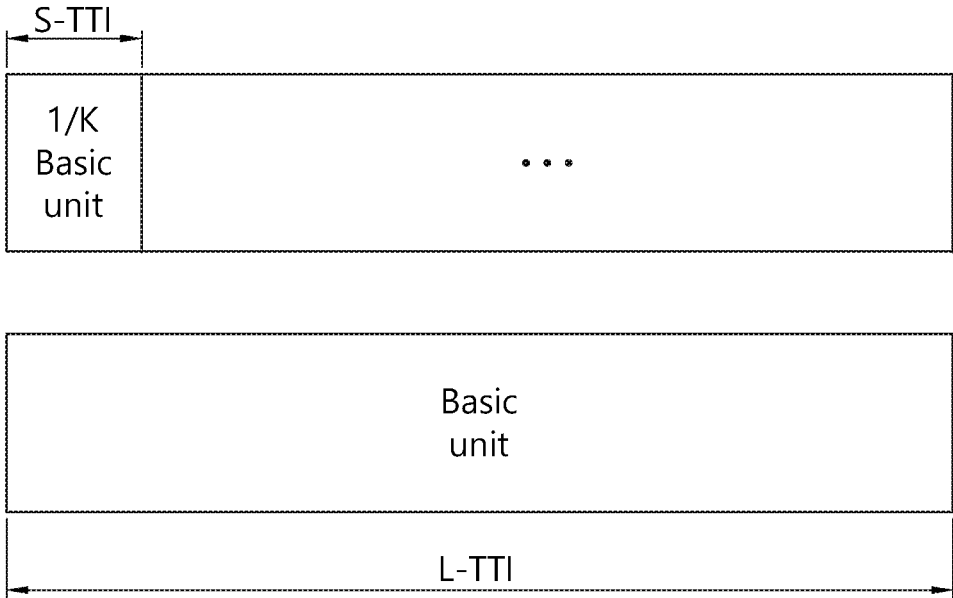 S-TTI
1/K
Basic
unit
• • •
Basic
unit
L-TTI